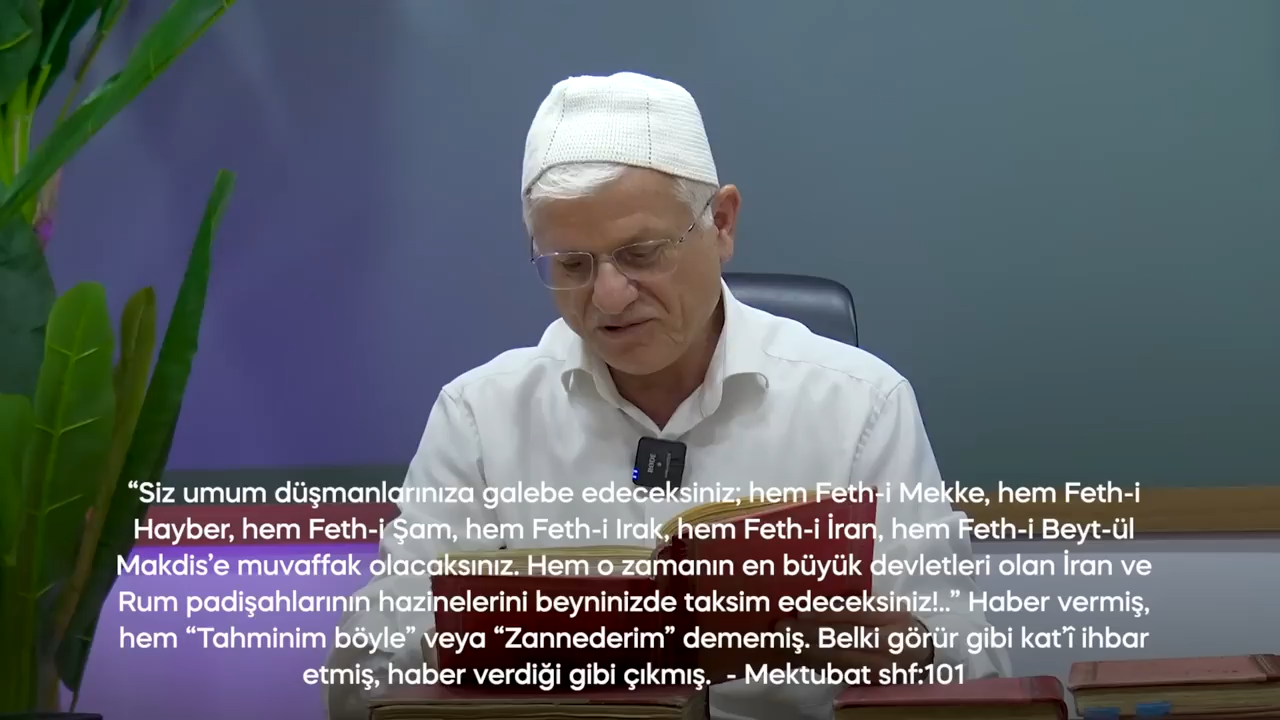 “Siz umum düşmanlarınıza galebe edeceksiniz; hem Feth-i Mekke, hem Feth-i
Hayber, hem Feth-i Şam, hem Feth-i Irak, hem Feth-i İran, hem Feth-i Beyt-ül
Makdis’e muvaffak olacaksınız. Hem o zamanın en büyük devletleri olan İran ve
Rum padişahlarının hazinelerini beyninizde taksim edeceksiniz!..” Haber vermiş,
hem “Tahminim böyle” veya “Zannederim” dememiş. Belki görür gibi kat’î ihbar
etmiş, haber verdiği gibi çıkmış. - Mektubat shf:101